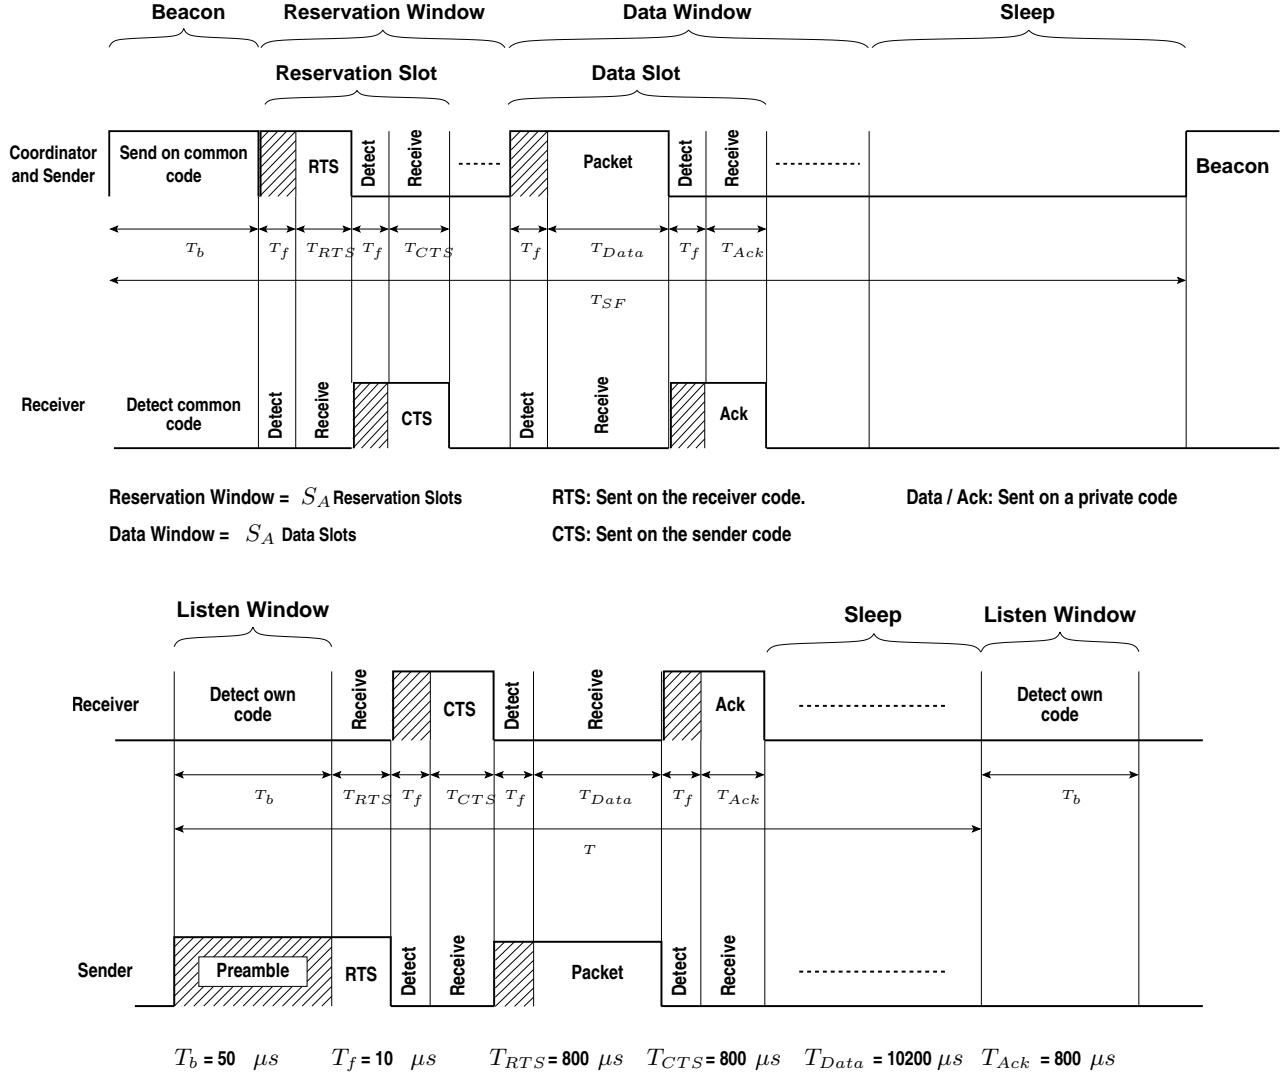 Beacon Reservation Window Data Window Sleep
Reservation Slot Data Slot
Coordinator and Sender
Send on common code
RTS
Detect
Receive
Packet
Detect
Receive
Beacon
T_b T_f T_RTS T_f T_CTS T_f T_Data T_f T_Ack
T_SF
Receiver
Detect common code
Detect
Receive
CTS
Detect
Receive
Ack
Reservation Window = S_A Reservation Slots
RTS: Sent on the receiver code.
Data / Ack: Sent on a private code
Data Window = S_A Data Slots
CTS: Sent on the sender code
Listen Window Sleep Listen Window
Receiver
Detect own code
Receive
CTS
Detect
Receive
Ack
Detect own code
T_b T_RTS T_f T_CTS T_f T_Data T_f T_Ack T_b
T
Sender
Preamble
RTS
Detect
Receive
Packet
Detect
Receive
T_b = 50 μs T_f = 10 μs T_RTS = 800 μs T_CTS = 800 μs T_Data = 10200 μs T_Ack = 800 μs